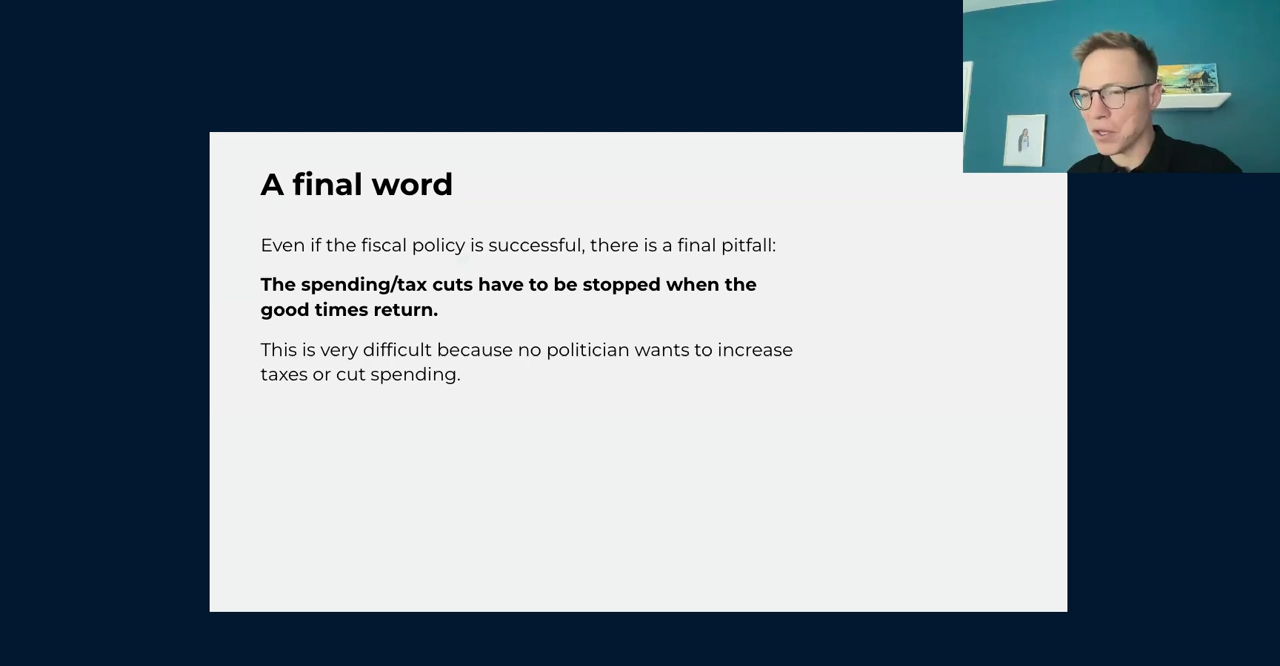 A final word
Even if the fiscal policy is successful, there is a final pitfall:
The spending/tax cuts have to be stopped when the
good times return.
This is very difficult because no politician wants to increase
taxes or cut spending.